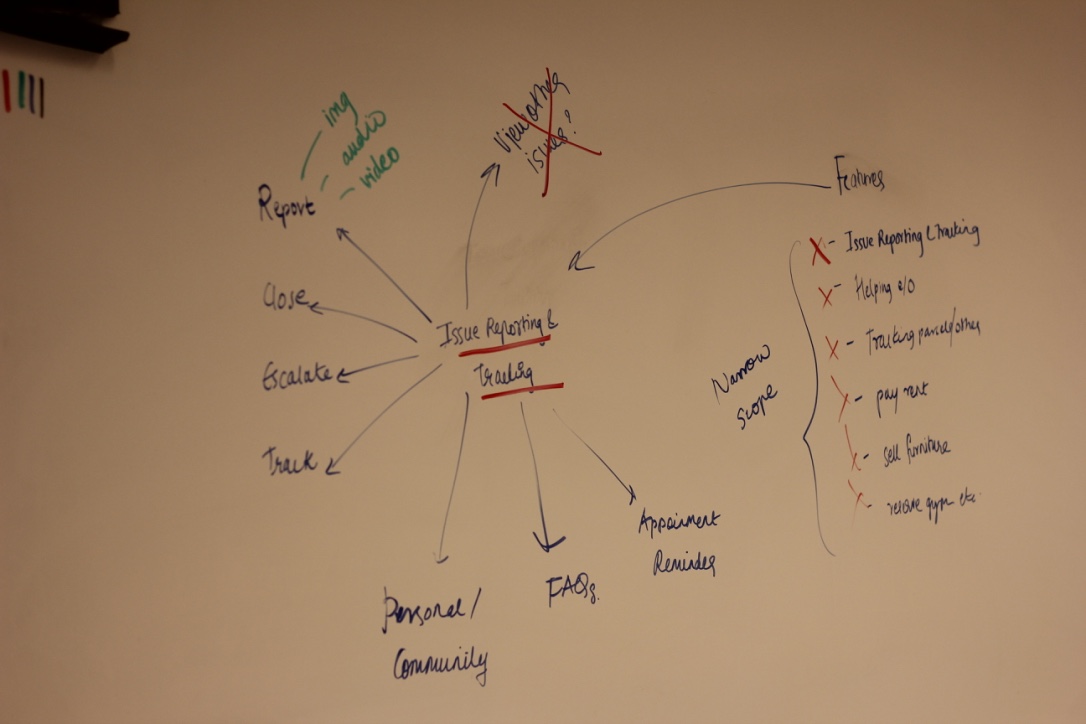 img
audio
video
Report
View other
issues?
Features
Close
Escalate
Track
Issue Reporting &
Tracking
Personal/
Community
FAQs.
Appoinment
Reminder
Narrow
Scope
X - Issue Reporting & Tracking
X - Helping
X - Tracking parcel/other
X - pay rent
X - sell furniture
X - reserve gym etc.